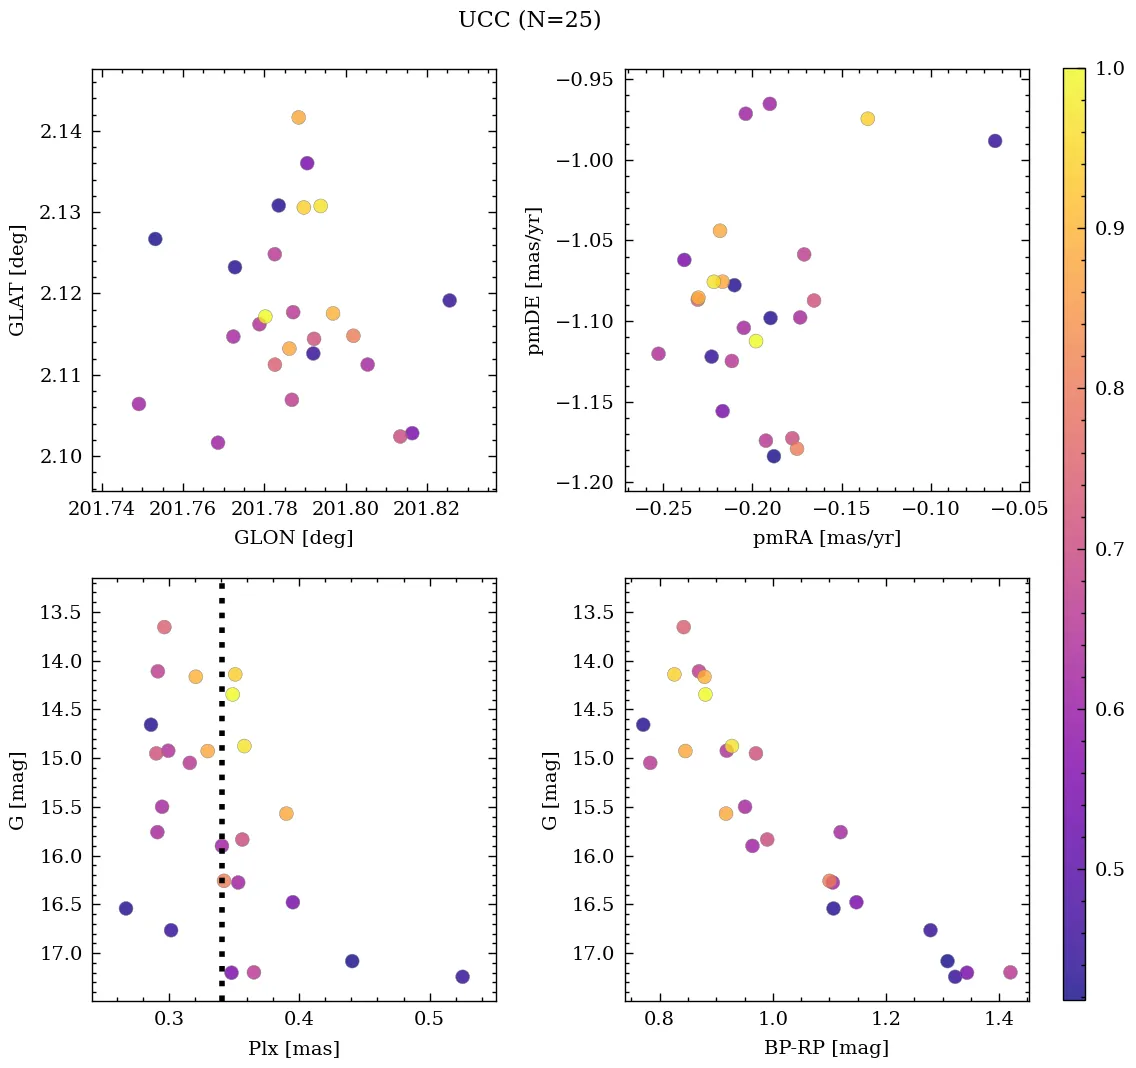 UCC (N=25)
2.14
2.13
2.12
2.11
2.10
GLAT [deg]
201.74 201.76 201.78 201.80 201.82
GLON [deg]
−0.95
−1.00
−1.05
−1.10
−1.15
−1.20
pmDE [mas/yr]
−0.25 −0.20 −0.15 −0.10 −0.05
pmRA [mas/yr]
13.5
14.0
14.5
15.0
15.5
16.0
16.5
17.0
G [mag]
0.3 0.4 0.5
Plx [mas]
13.5
14.0
14.5
15.0
15.5
16.0
16.5
17.0
G [mag]
0.8 1.0 1.2 1.4
BP-RP [mag]
1.0
0.9
0.8
0.7
0.6
0.5